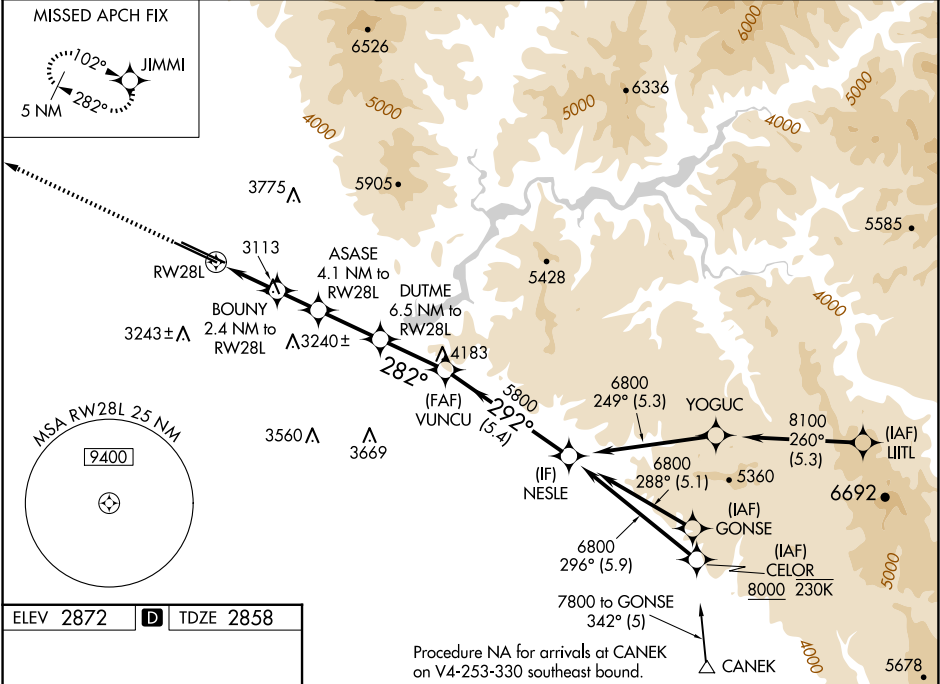 MISSED APCH FIX
102°
JIMMI
282°
5 NM
6526
5000
4000
6000
6336
5000
5000
4000
3775
5905
5585
RW28L
3113
ASASE
4.1 NM to
RW28L
5428
DUTME
6.5 NM to
RW28L
4000
BOUNY
2.4 NM to
RW28L
3243±
3240±
4183
282°
(FAF)
VUNCU
5800
292°
(5.4)
6800
249° (5.3)
YOGUC
8100
260°
(5.3)
(IAF)
LIITL
MSA RW28L 25 NM
9400
3560
3669
(IF)
NESLE
6800
288° (5.1)
5360
6692
(IAF)
GONSE
6800
296° (5.9)
(IAF)
CELOR
8000 230K
5000
7800 to GONSE
342° (5)
ELEV 2872 D TDZE 2858
Procedure NA for arrivals at CANEK
on V4-253-330 southeast bound.
CANEK
4000
5678